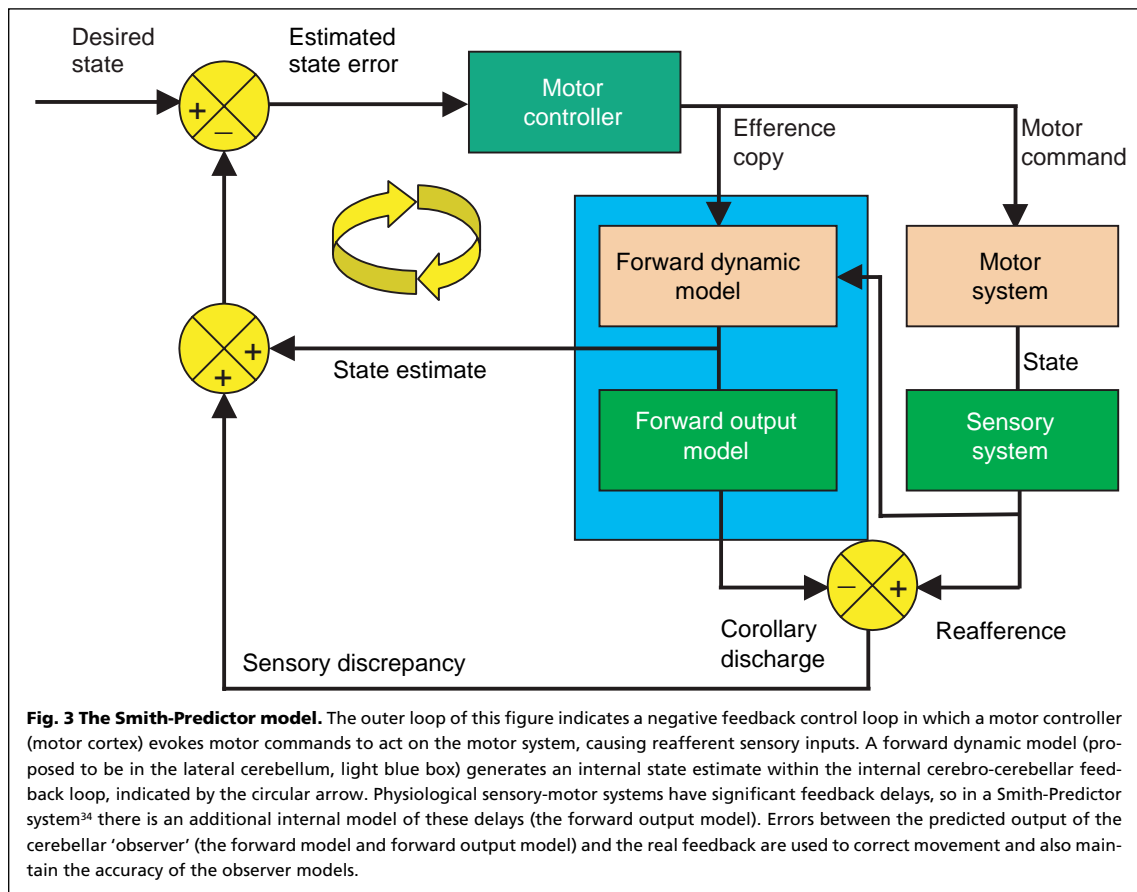 Desired
state
Estimated
state error
Motor
controller
Efference
copy
Motor
command
+
−
Forward dynamic
model
Motor
system
+
+
State estimate
State
Forward output
model
Sensory
system
−
+
Corollary
discharge
Reafference
Sensory discrepancy
Fig. 3 The Smith-Predictor model. The outer loop of this figure indicates a negative feedback control loop in which a motor controller
(motor cortex) evokes motor commands to act on the motor system, causing reafferent sensory inputs. A forward dynamic model (pro-
posed to be in the lateral cerebellum, light blue box) generates an internal state estimate within the internal cerebro-cerebellar feed-
back loop, indicated by the circular arrow. Physiological sensory-motor systems have significant feedback delays, so in a Smith-Predictor
system³⁴ there is an additional internal model of these delays (the forward output model). Errors between the predicted output of the
cerebellar ‘observer’ (the forward model and forward output model) and the real feedback are used to correct movement and also main-
tain the accuracy of the observer models.